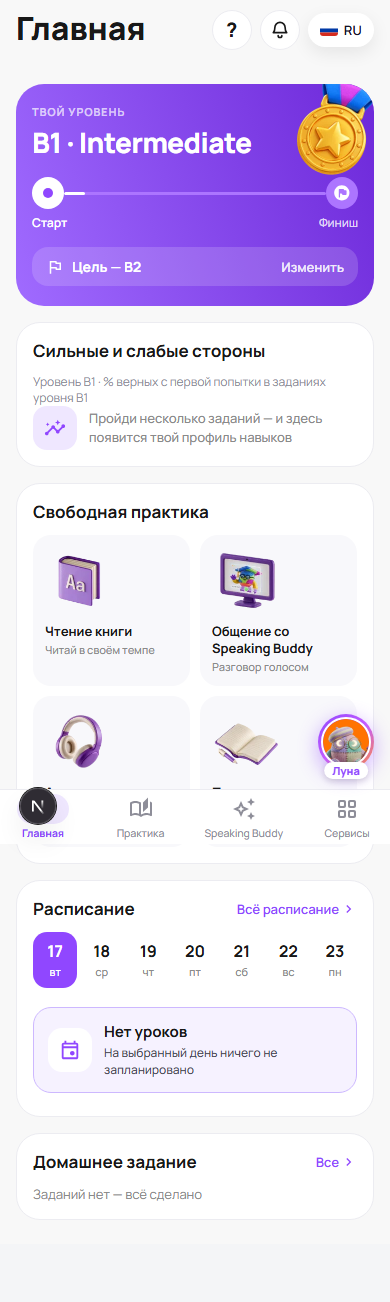 Главная
?
RU
ТВОЙ УРОВЕНЬ
B1 · Intermediate
Старт
Финиш
Цель — B2
Изменить
Сильные и слабые стороны
Уровень B1 · % верных с первой попытки в заданиях
уровня B1
Пройди несколько заданий — и здесь
появится твой профиль навыков
Свободная практика
Aa
Чтение книги
Читай в своём темпе
Общение со
Speaking Buddy
Разговор голосом
Луна
N
Главная
Практика
Speaking Buddy
Сервисы
Расписание
Всё расписание
17
18
19
20
21
22
23
вт
ср
чт
пт
сб
вс
пн
Нет уроков
На выбранный день ничего не
запланировано
Домашнее задание
Все
Заданий нет — всё сделано